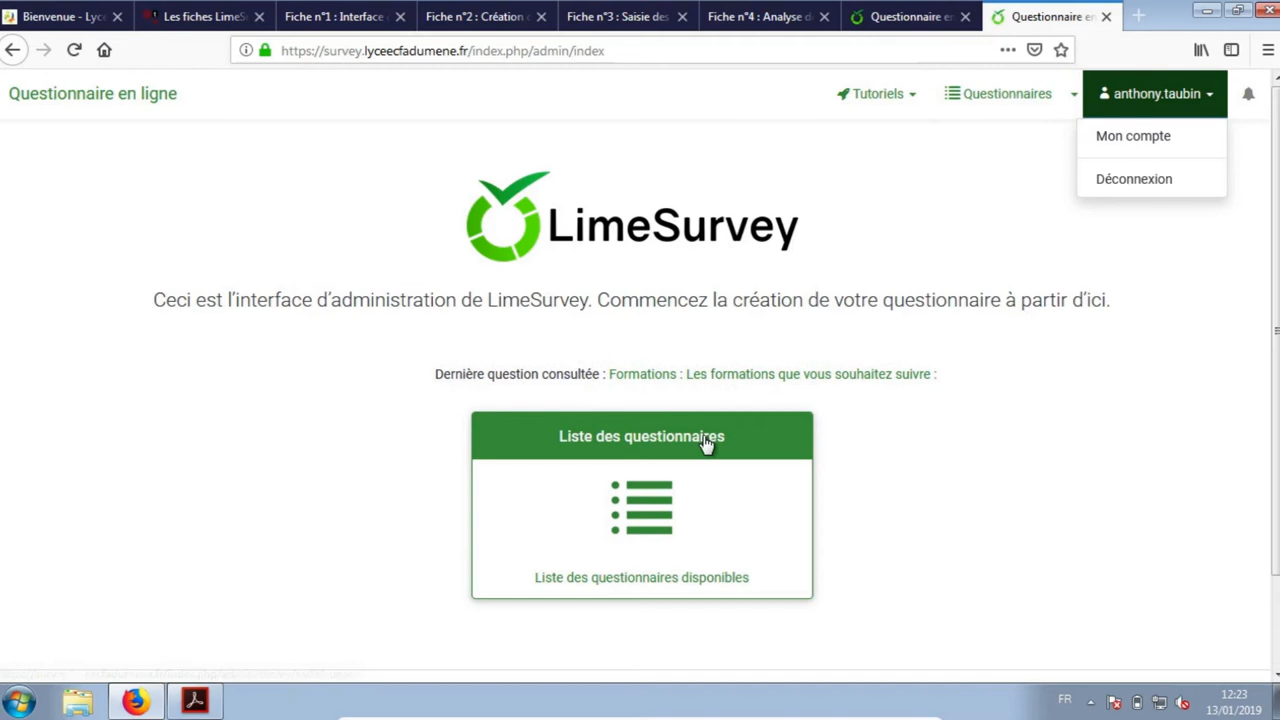 Bienvenue - Lyc
Les fiches LimeS
Fiche n°1 : Interface
Fiche n°2 : Création
Fiche n°3 : Saisie des
Fiche n°4 : Analyse d
Questionnaire en
Questionnaire en
https://survey.lyceecfadumene.fr/index.php/admin/index
Questionnaire en ligne
Tutoriels
Questionnaires
anthony.taubin
Mon compte
Déconnexion
LimeSurvey
Ceci est l'interface d'administration de LimeSurvey. Commencez la création de votre questionnaire à partir d'ici.
Dernière question consultée : Formations : Les formations que vous souhaitez suivre :
Liste des questionnaires
Liste des questionnaires disponibles
FR
12:23
13/01/2019